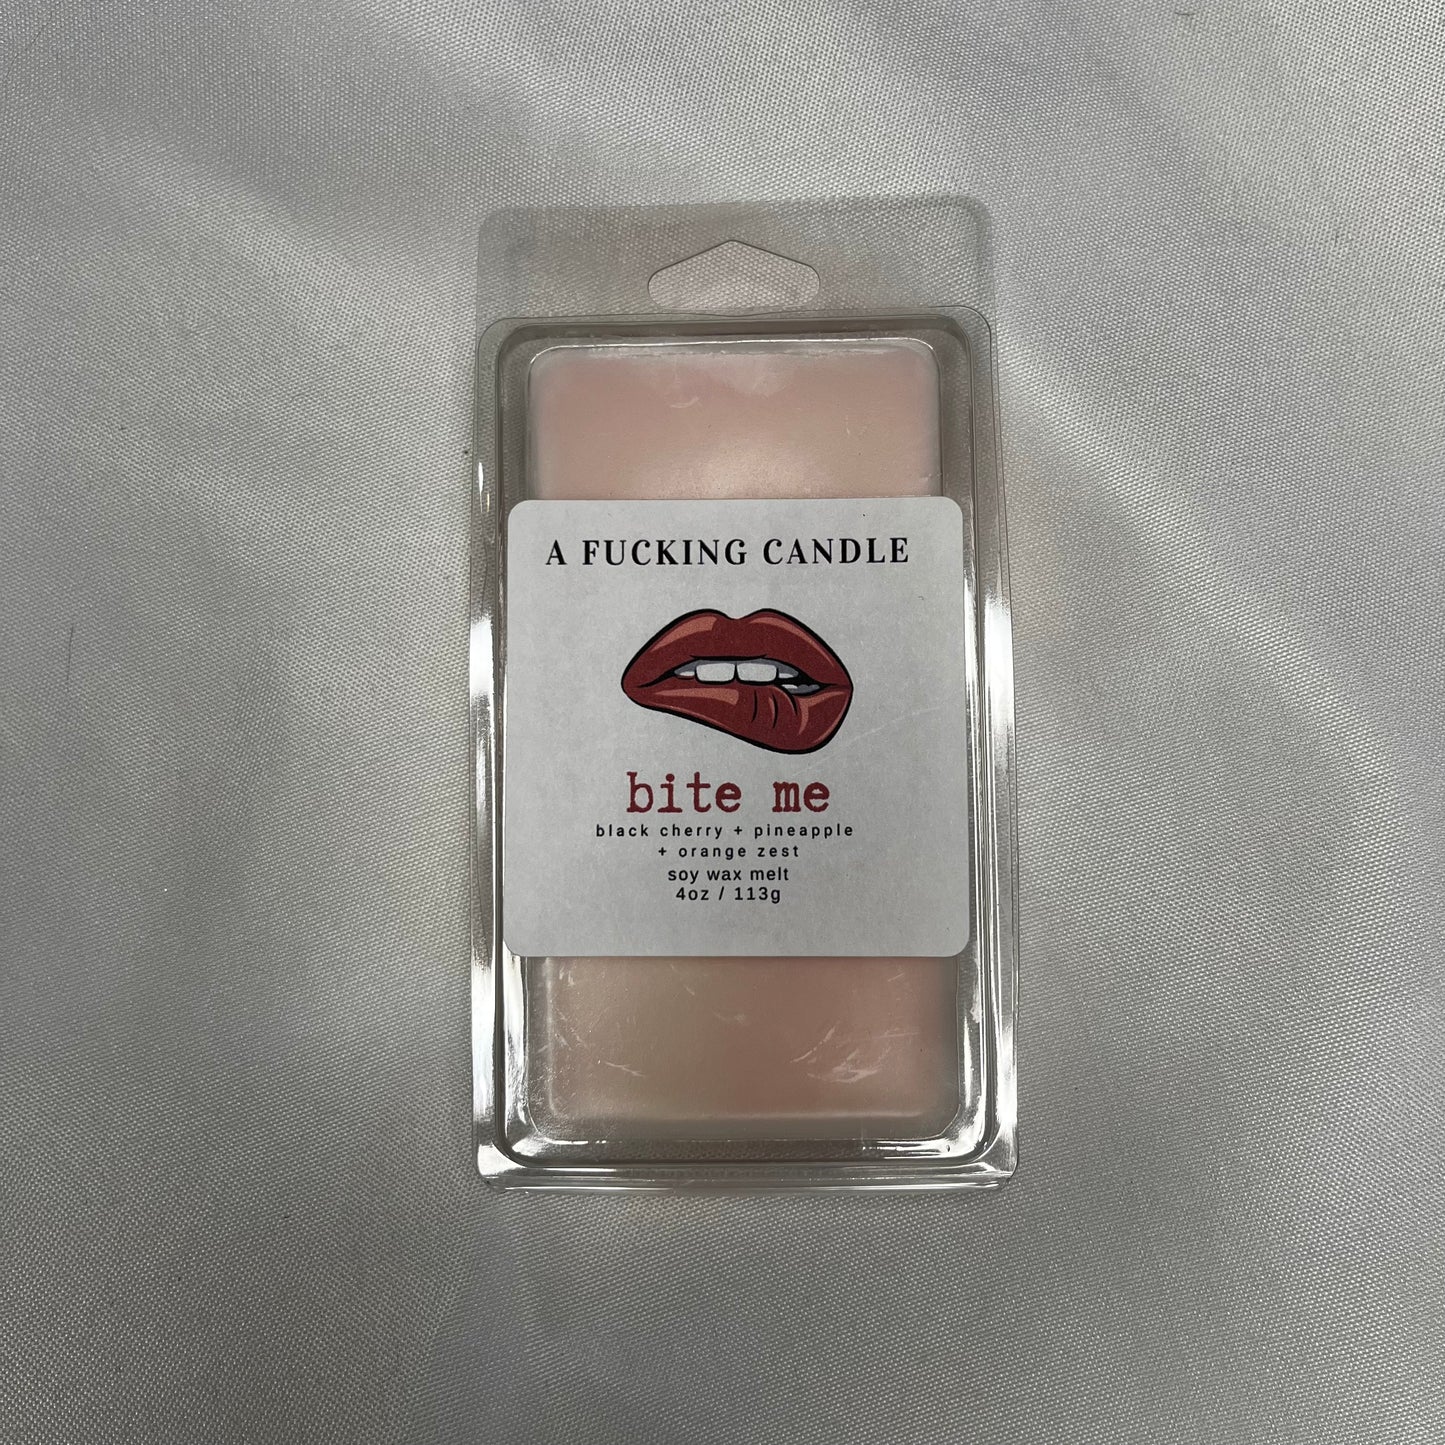 A FUCKING CANDLE
bite me
black cherry + pineapple
+ orange zest
soy wax melt
4oz / 113g